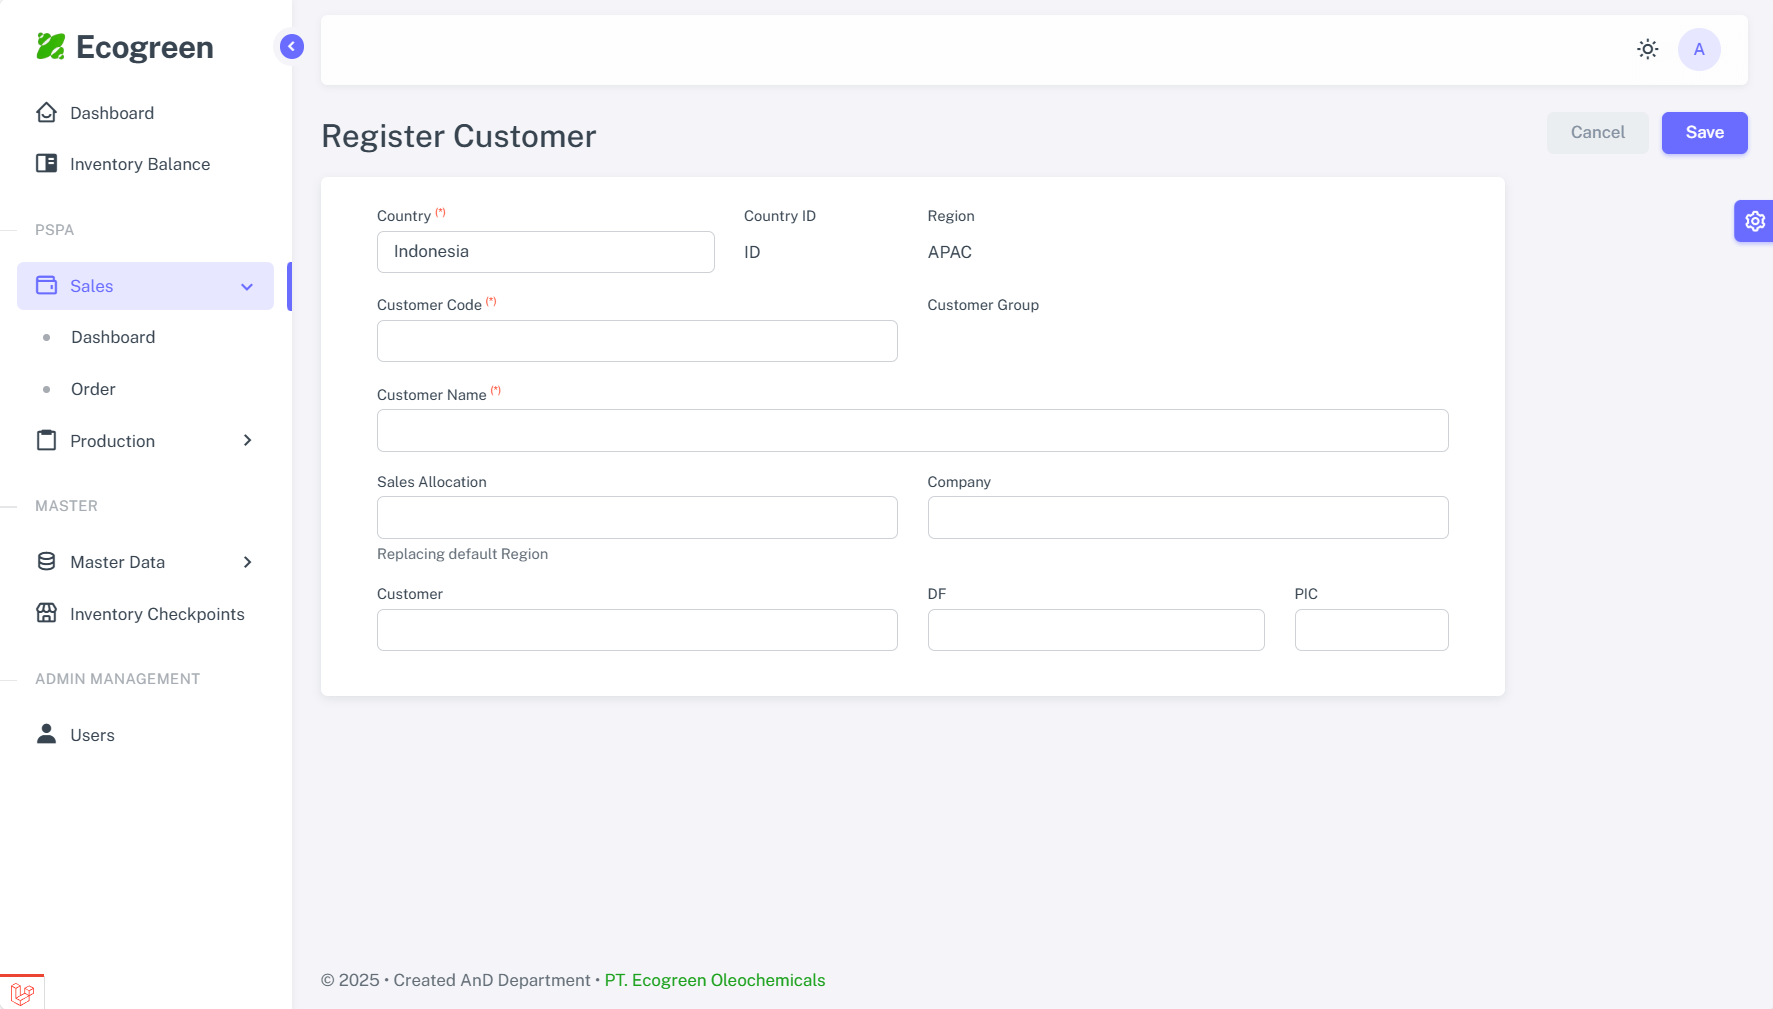 Ecogreen
A
Dashboard
Inventory Balance
PSPA
Sales
Dashboard
Order
Production
MASTER
Master Data
Inventory Checkpoints
ADMIN MANAGEMENT
Users
Register Customer
Cancel
Save
Country (*)
Country ID
Region
Indonesia
ID
APAC
Customer Code (*)
Customer Group
Customer Name (*)
Sales Allocation
Company
Replacing default Region
Customer
DF
PIC
© 2025 • Created AnD Department • PT. Ecogreen Oleochemicals